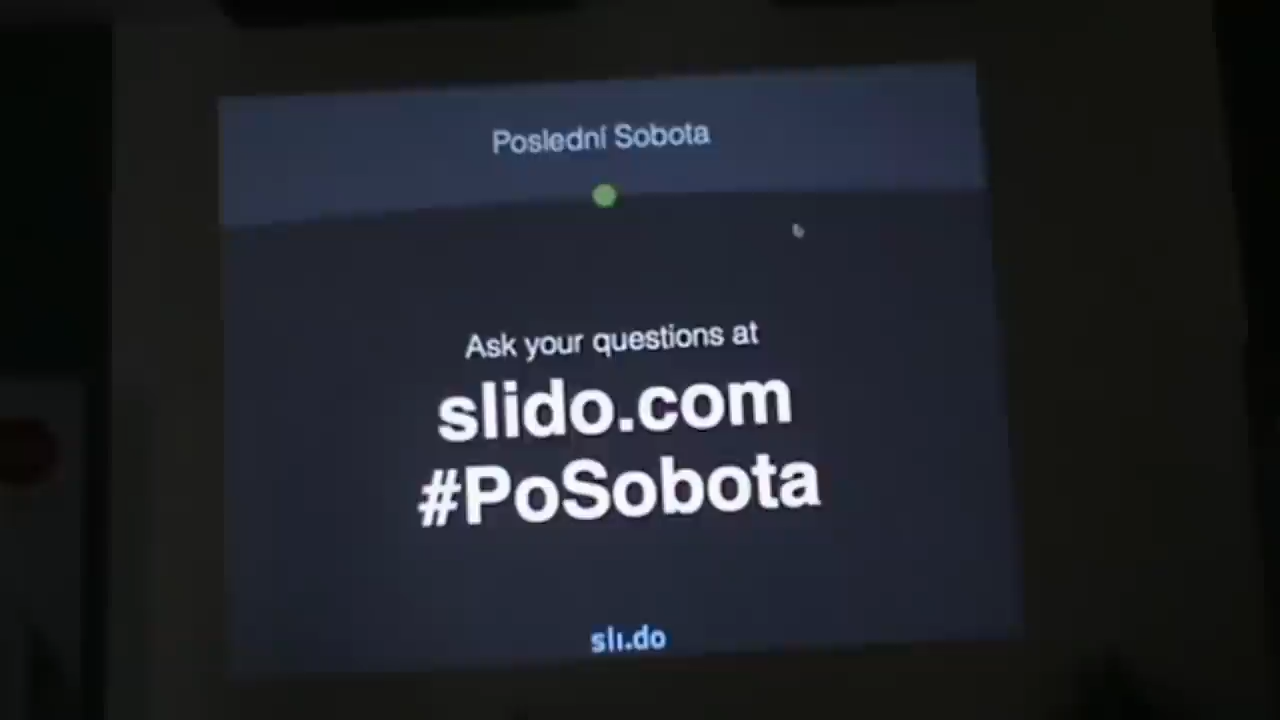 Poslední Sobota
Ask your questions at
slido.com
#PoSobota
slı.do